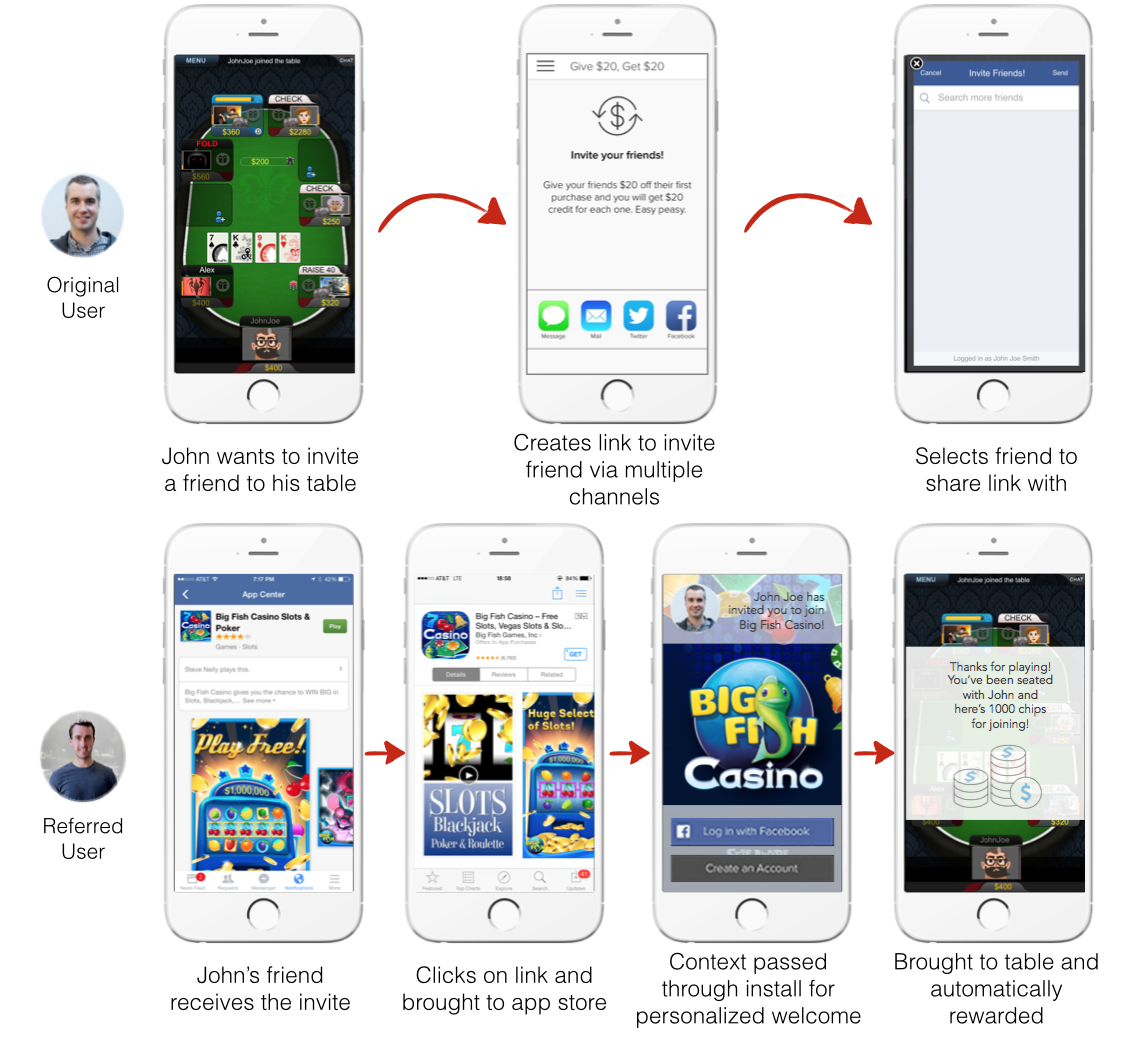 MENU
JohnJoe joined the table
CHAT
CHECK
$360
$2280
FOLD
$200
$560
CHECK
$250
7 K 9 K
Alex
RAISE 40
$400
$320
JohnJoe
$400
Give $20, Get $20
Invite your friends!
Give your friends $20 off their first
purchase and you will get $20
credit for each one. Easy peasy.
Message
Mail
Twitter
Facebook
Cancel
Invite Friends!
Send
Search more friends
Logged in as John Joe Smith
Original
User
John wants to invite
a friend to his table
Creates link to invite
friend via multiple
channels
Selects friend to
share link with
AT&T
7:17 PM
42%
App Center
Big Fish Casino Slots &
Poker
Play
Games · Slots
Casino
Steve Nelly plays this.
Big Fish Casino gives you the chance to WIN BIG in
Slots, Blackjack,... See more
Play Free!
$1,000,000
2
News Feed
Requests
Messenger
Notifications
More
AT&T LTE
18:58
84%
Big Fish Casino – Free
Slots, Vegas Slots & Slo...
Big Fish Games, Inc
Offers In-App Purchases
GET
Casino
Details
Reviews
Related
SLOTS
Blackjack
Poker & Roulette
Huge Select
of Slots!
$1,000,000
Featured
Top Charts
Explore
Search
Updates
41
John Joe has
invited you to join
Big Fish Casino!
BIG
FISH
Casino
Log in with Facebook
Create an Account
MENU
JohnJoe joined the table
CHAT
CHECK
Thanks for playing!
You've been seated
with John and
here's 1000 chips
for joining!
Alex
$400
$320
JohnJoe
$400
Referred
User
John's friend
receives the invite
Clicks on link and
brought to app store
Context passed
through install for
personalized welcome
Brought to table and
automatically
rewarded